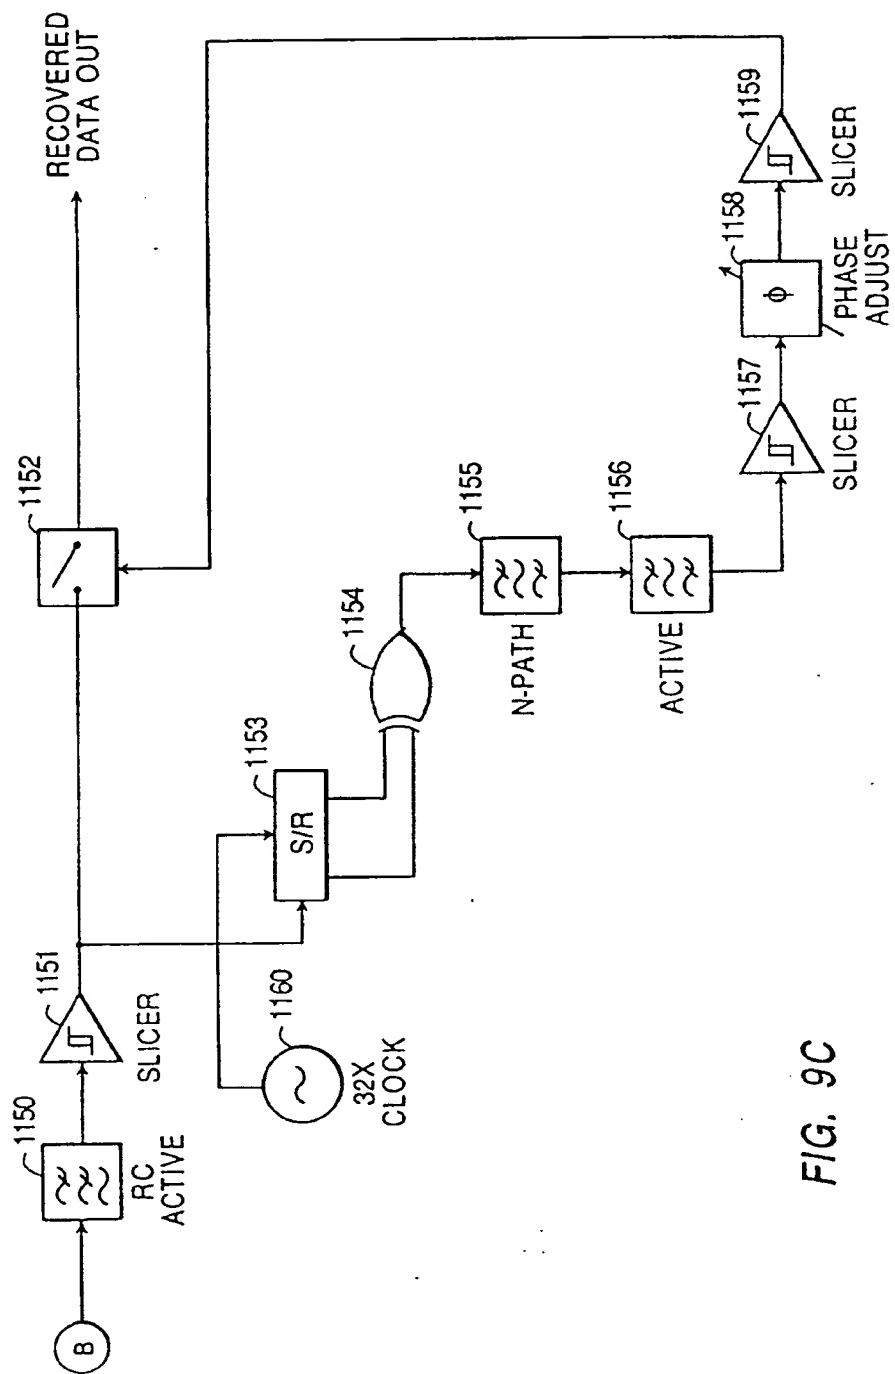 B
1150
RC
ACTIVE
1151
SLICER
1152
RECOVERED
DATA OUT
1160
32X
CLOCK
1153
S/R
1154
1155
N-PATH
1156
ACTIVE
1157
SLICER
1158
ϕ
PHASE
ADJUST
1159
SLICER
FIG. 9C